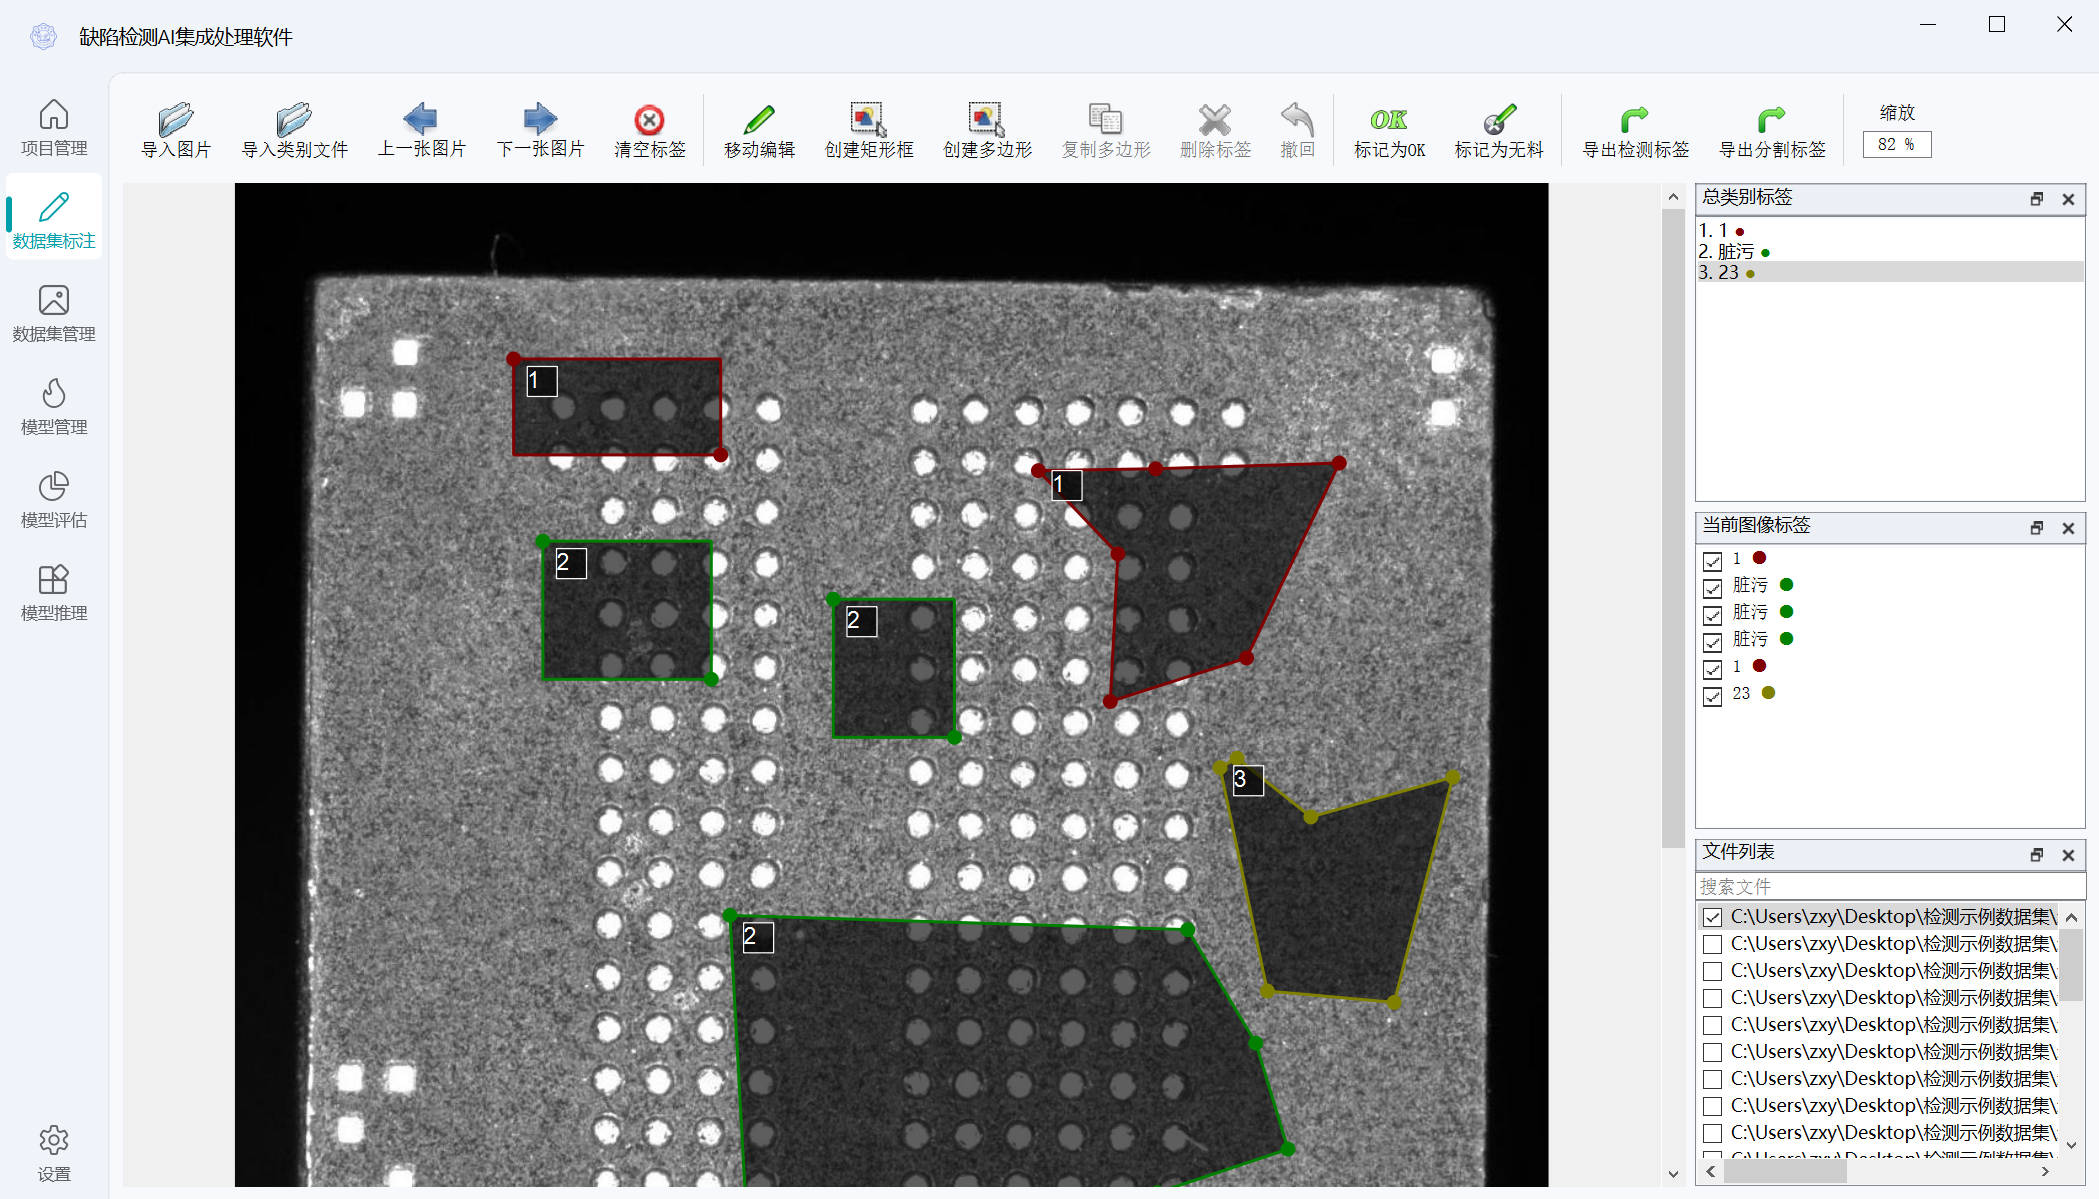 缺陷检测AI集成处理软件
项目管理
数据集标注
数据集管理
模型管理
模型评估
模型推理
设置
导入图片
导入类别文件
上一张图片
下一张图片
清空标签
移动编辑
创建矩形框
创建多边形
复制多边形
删除标签
撤回
OK
标记为OK
标记为无料
导出检测标签
导出分割标签
缩放
82 %
1
1
2
2
3
2
总类别标签
1. 1
2. 脏污
3. 23
当前图像标签
1
脏污
脏污
脏污
1
23
文件列表
搜索文件
C:\Users\zxy\Desktop\检测示例数据集\
C:\Users\zxy\Desktop\检测示例数据集\
C:\Users\zxy\Desktop\检测示例数据集\
C:\Users\zxy\Desktop\检测示例数据集\
C:\Users\zxy\Desktop\检测示例数据集\
C:\Users\zxy\Desktop\检测示例数据集\
C:\Users\zxy\Desktop\检测示例数据集\
C:\Users\zxy\Desktop\检测示例数据集\
C:\Users\zxy\Desktop\检测示例数据集\